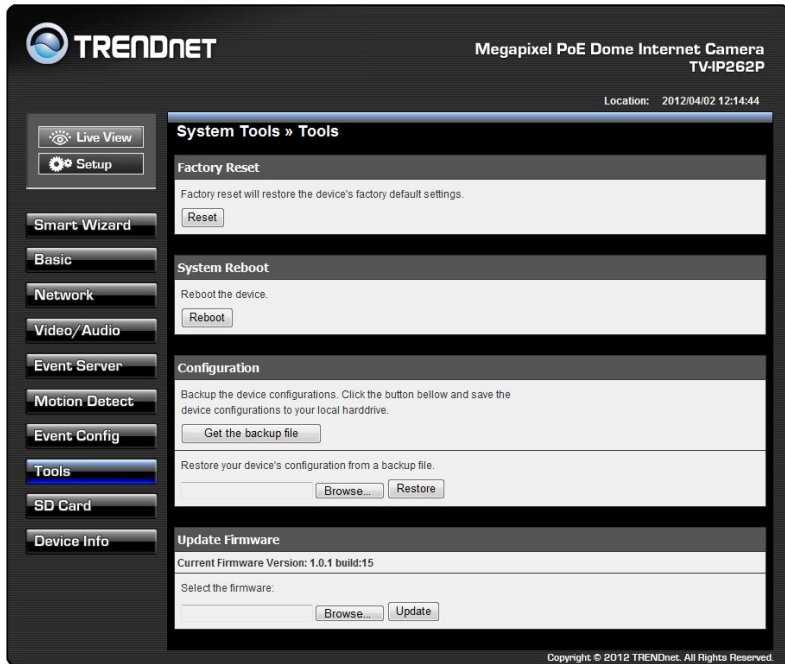 TRENDNET
Megapixel PoE Dome Internet Camera
TV-IP262P
Location: 2012/04/02 12:14:44
Live View
Setup
Smart Wizard
Basic
Network
Video/Audio
Event Server
Motion Detect
Event Config
Tools
SD Card
Device Info
System Tools » Tools
Factory Reset
Factory reset will restore the device's factory default settings.
Reset
System Reboot
Reboot the device.
Reboot
Configuration
Backup the device configurations. Click the button bellow and save the
device configurations to your local harddrive.
Get the backup file
Restore your device's configuration from a backup file.
Browse... Restore
Update Firmware
Current Firmware Version: 1.0.1 build:15
Select the firmware:
Browse... Update
Copyright © 2012 TRENDnet. All Rights Reserved.